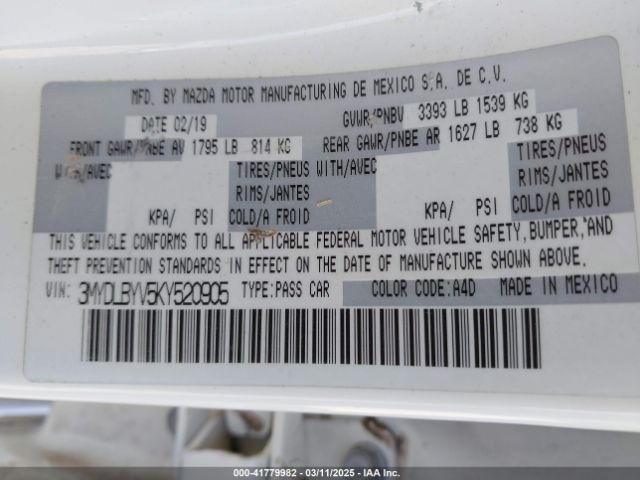 MFD. BY MAZDA MOTOR MANUFACTURING DE MEXICO S.A. DE C.V.
DATE 02/19 GVWR/PNBV 3393 LB 1539 KG
FRONT GAWR/PNBE AV 1795 LB 814 KG REAR GAWR/PNBE AR 1627 LB 738 KG
WITH/AVEC TIRES/PNEUS WITH/AVEC TIRES/PNEUS
RIMS/JANTES RIMS/JANTES
KPA/ PSI COLD/A FROID KPA/ PSI COLD/A FROID
THIS VEHICLE CONFORMS TO ALL APPLICABLE FEDERAL MOTOR VEHICLE SAFETY, BUMPER, AND
THEFT PREVENTION STANDARDS IN EFFECT ON THE DATE OF MANUFACTURE SHOWN ABOVE.
VIN: 3MYDLBYV5KY520905 TYPE:PASS CAR COLOR CODE:A4D MADE IN MEXICO
000-41779982 • 03/11/2025 • IAA Inc.